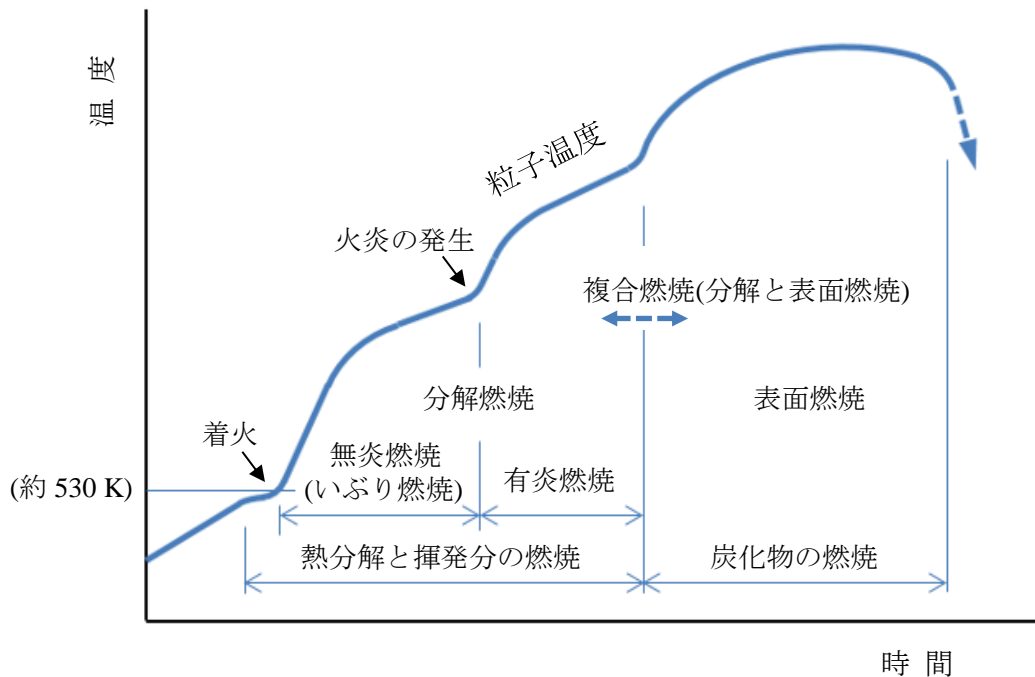 温 度
粒子温度
火炎の発生
複合燃焼(分解と表面燃焼)
分解燃焼
表面燃焼
着火
無炎燃焼
(いぶり燃焼)
有炎燃焼
(約 530 K)
熱分解と揮発分の燃焼
炭化物の燃焼
時 間